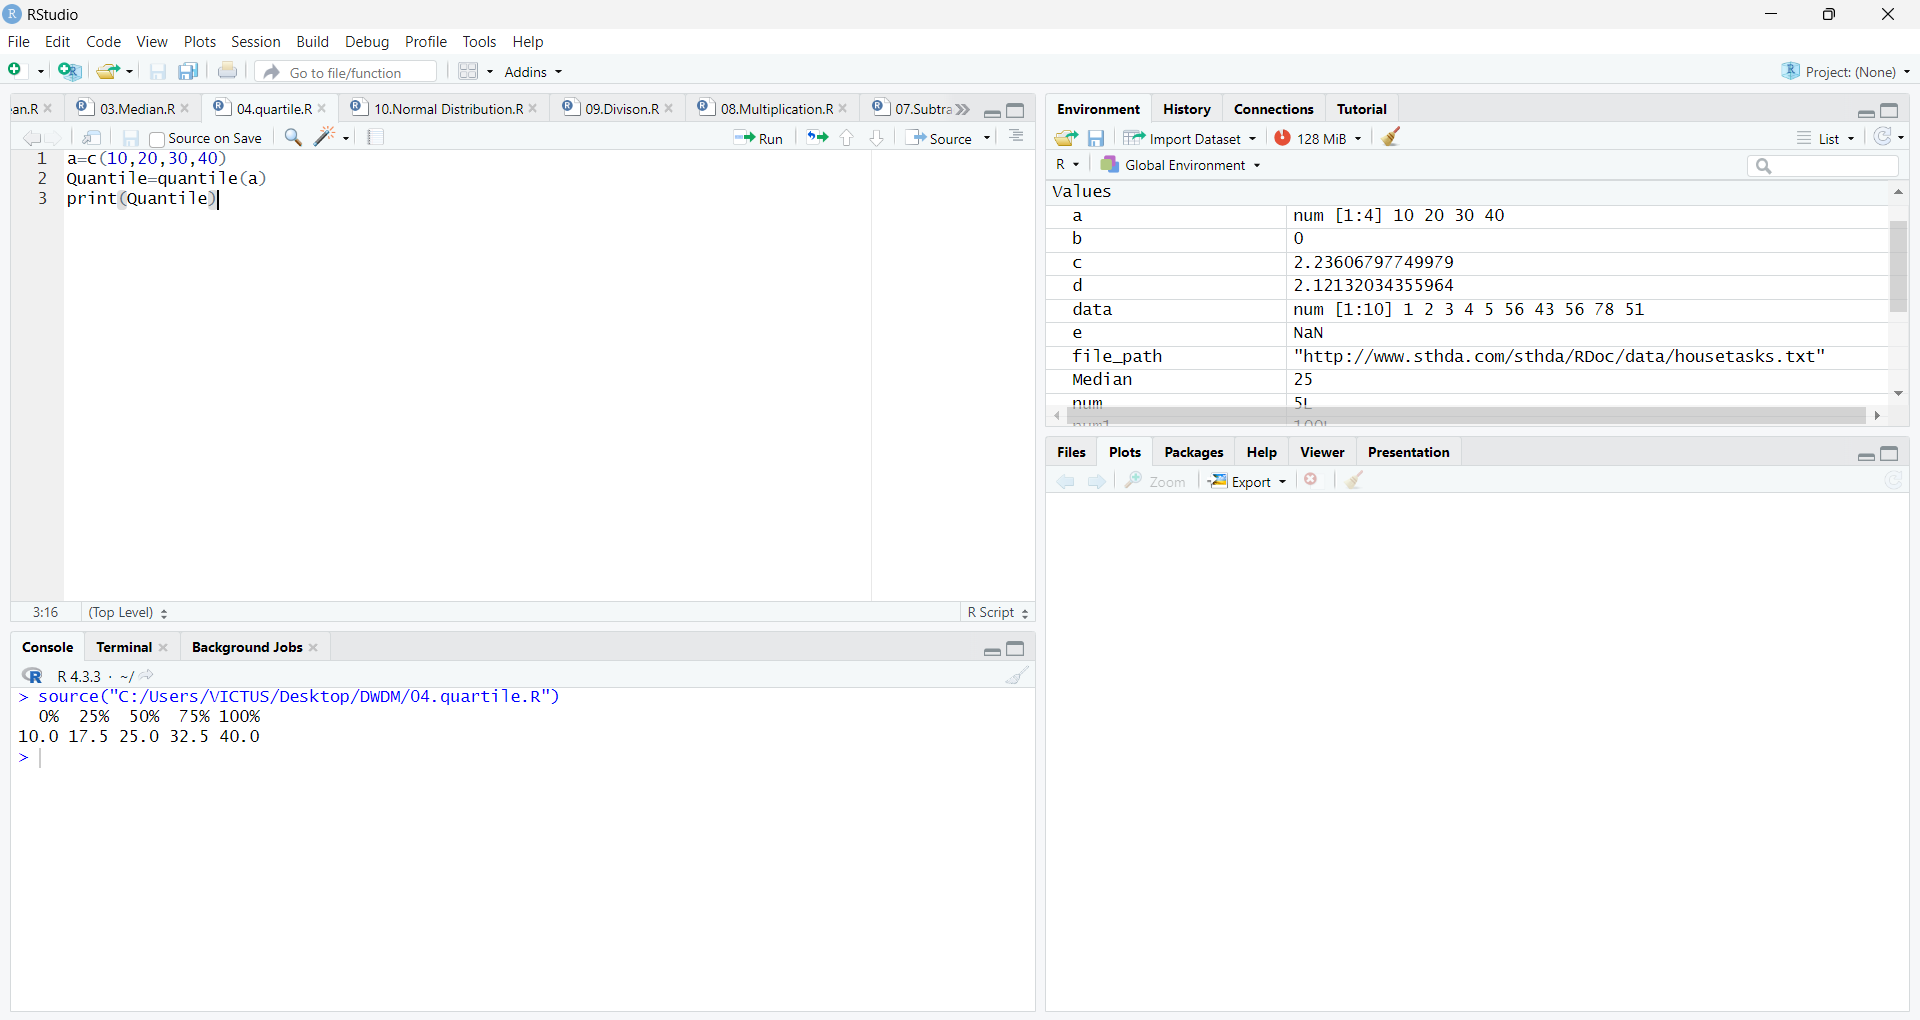 RStudio
File Edit Code View Plots Session Build Debug Profile Tools Help
Go to file/function Addins Project: (None)
an.R 03.Median.R 04.quartile.R 10.Normal Distribution.R 09.Divison.R 08.Multiplication.R 07.Subtra
Source on Save Run Source
1 a=c(10,20,30,40)
2 Quantile=quantile(a)
3 print(Quantile)
3:16 (Top Level) R Script
Console Terminal Background Jobs
R 4.3.3 · ~/
> source("C:/Users/VICTUS/Desktop/DWDM/04.quartile.R")
0% 25% 50% 75% 100%
10.0 17.5 25.0 32.5 40.0
>
Environment History Connections Tutorial
Import Dataset 128 MiB List
R Global Environment
Values
a num [1:4] 10 20 30 40
b 0
c 2.23606797749979
d 2.12132034355964
data num [1:10] 1 2 3 4 5 56 43 56 78 51
e NaN
file_path "http://www.sthda.com/sthda/RDoc/data/housetasks.txt"
Median 25
num 5L
num1 100L
Files Plots Packages Help Viewer Presentation
Zoom Export